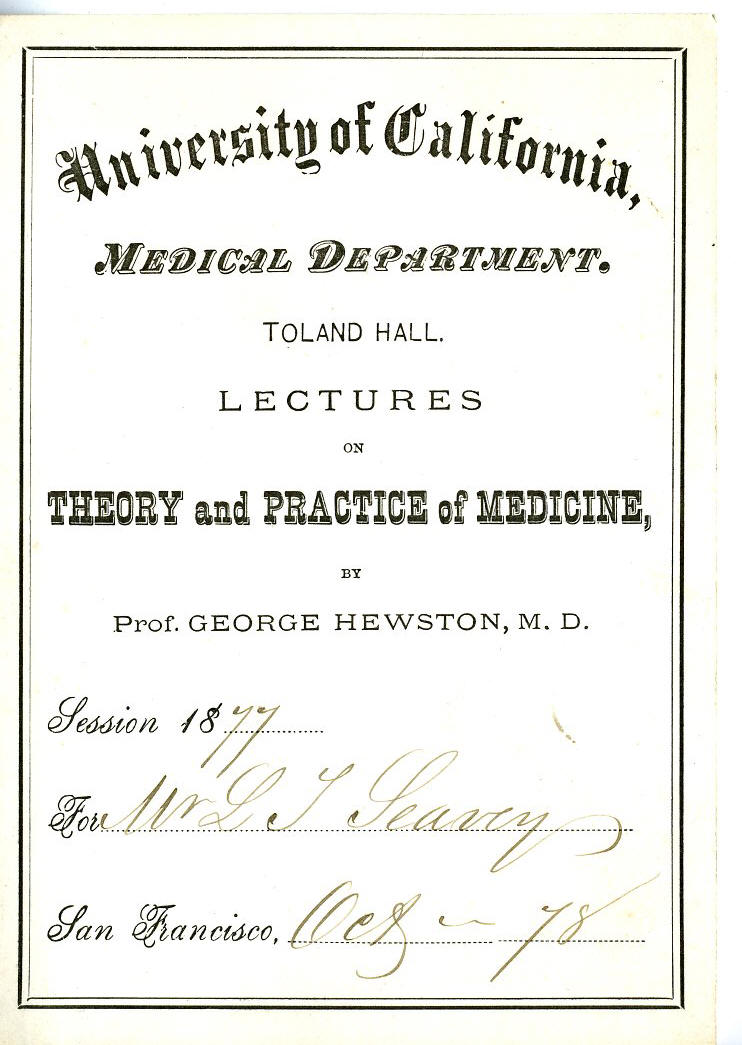 University of California,
MEDICAL DEPARTMENT.
TOLAND HALL.
LECTURES
ON
THEORY and PRACTICE of MEDICINE,
BY
Prof. GEORGE HEWSTON, M. D.
Session 1877
For Mr L T Seavey
San Francisco, Oct — 78